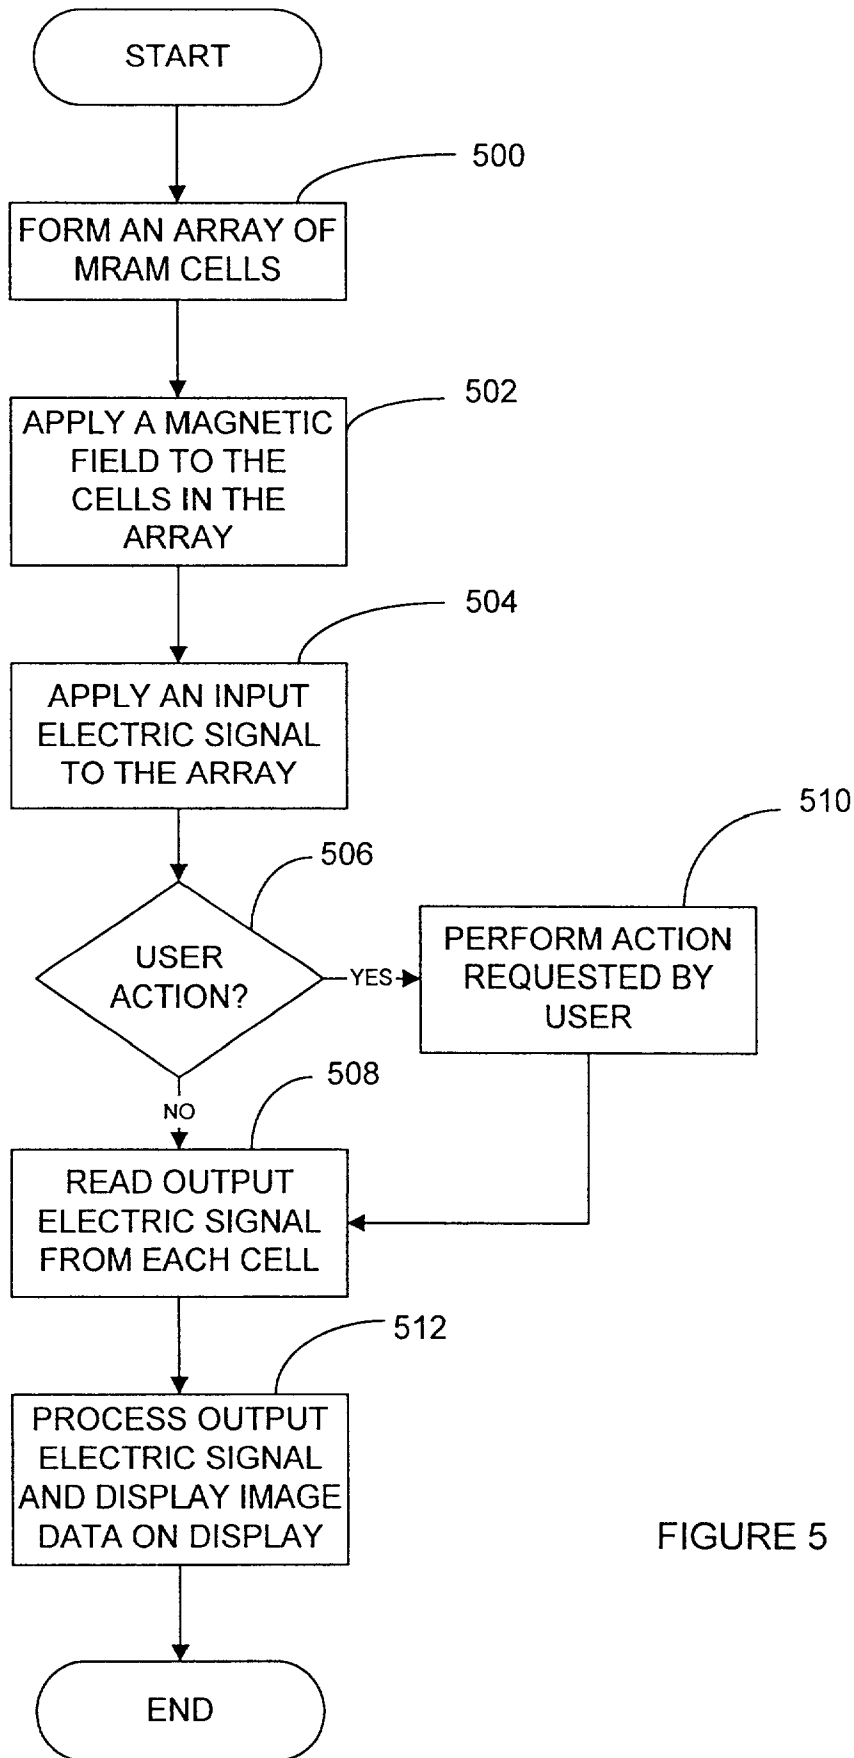 START
500
FORM AN ARRAY OF
MRAM CELLS
502
APPLY A MAGNETIC
FIELD TO THE
CELLS IN THE
ARRAY
504
APPLY AN INPUT
ELECTRIC SIGNAL
TO THE ARRAY
506
USER
ACTION?
YES
510
PERFORM ACTION
REQUESTED BY
USER
NO
508
READ OUTPUT
ELECTRIC SIGNAL
FROM EACH CELL
512
PROCESS OUTPUT
ELECTRIC SIGNAL
AND DISPLAY IMAGE
DATA ON DISPLAY
FIGURE 5
END